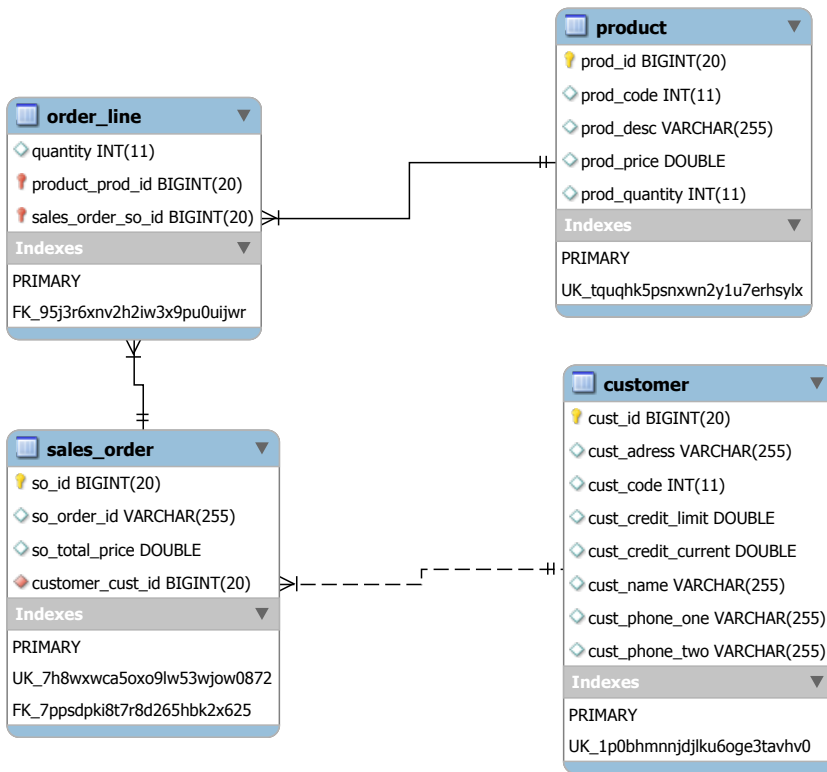 product
prod_id BIGINT(20)
prod_code INT(11)
prod_desc VARCHAR(255)
prod_price DOUBLE
prod_quantity INT(11)
Indexes
PRIMARY
UK_tquqhk5psnxwn2y1u7erhsylx
order_line
quantity INT(11)
product_prod_id BIGINT(20)
sales_order_so_id BIGINT(20)
Indexes
PRIMARY
FK_95j3r6xnv2h2iw3x9pu0uijwr
sales_order
so_id BIGINT(20)
so_order_id VARCHAR(255)
so_total_price DOUBLE
customer_cust_id BIGINT(20)
Indexes
PRIMARY
UK_7h8wxwca5oxo9lw53wjow0872
FK_7ppsdpki8t7r8d265hbk2x625
customer
cust_id BIGINT(20)
cust_adress VARCHAR(255)
cust_code INT(11)
cust_credit_limit DOUBLE
cust_credit_current DOUBLE
cust_name VARCHAR(255)
cust_phone_one VARCHAR(255)
cust_phone_two VARCHAR(255)
Indexes
PRIMARY
UK_1p0bhmnnjdjlku6oge3tavhv0